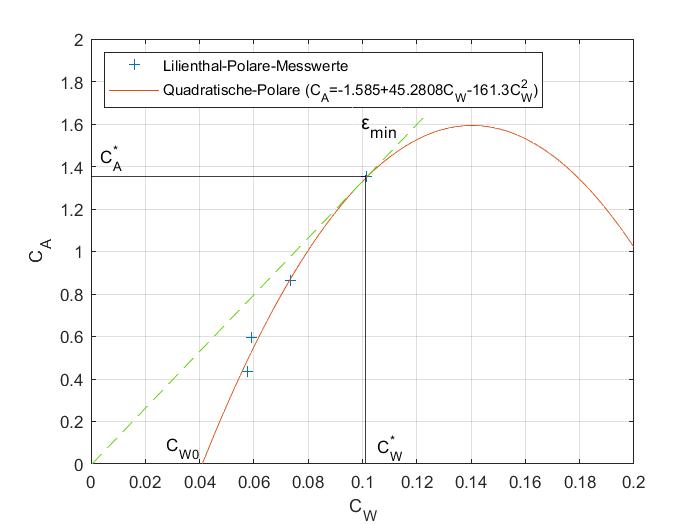 2
1.8
1.6
1.4
1.2
1
0.8
0.6
0.4
0.2
0
C_A
Lilienthal-Polare-Messwerte
Quadratische-Polare (C_A=-1.585+45.2808C_W-161.3C_W^2)
ε_min
C_A^*
C_W0
C_W^*
0 0.02 0.04 0.06 0.08 0.1 0.12 0.14 0.16 0.18 0.2
C_W